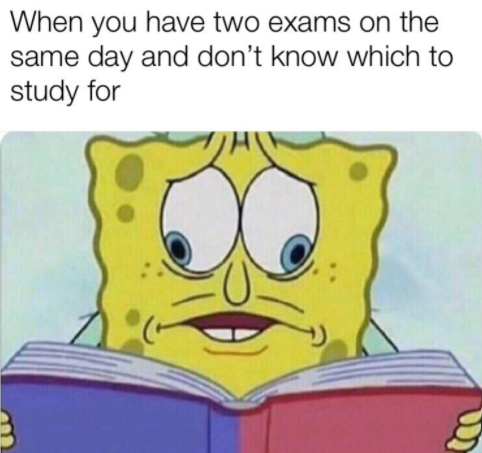 When you have two exams on the
same day and don’t know which to
study for